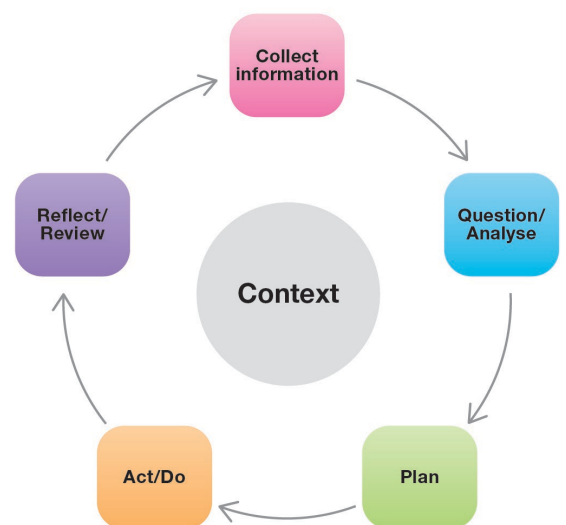 Collect
information
Question/
Analyse
Plan
Act/Do
Reflect/
Review
Context